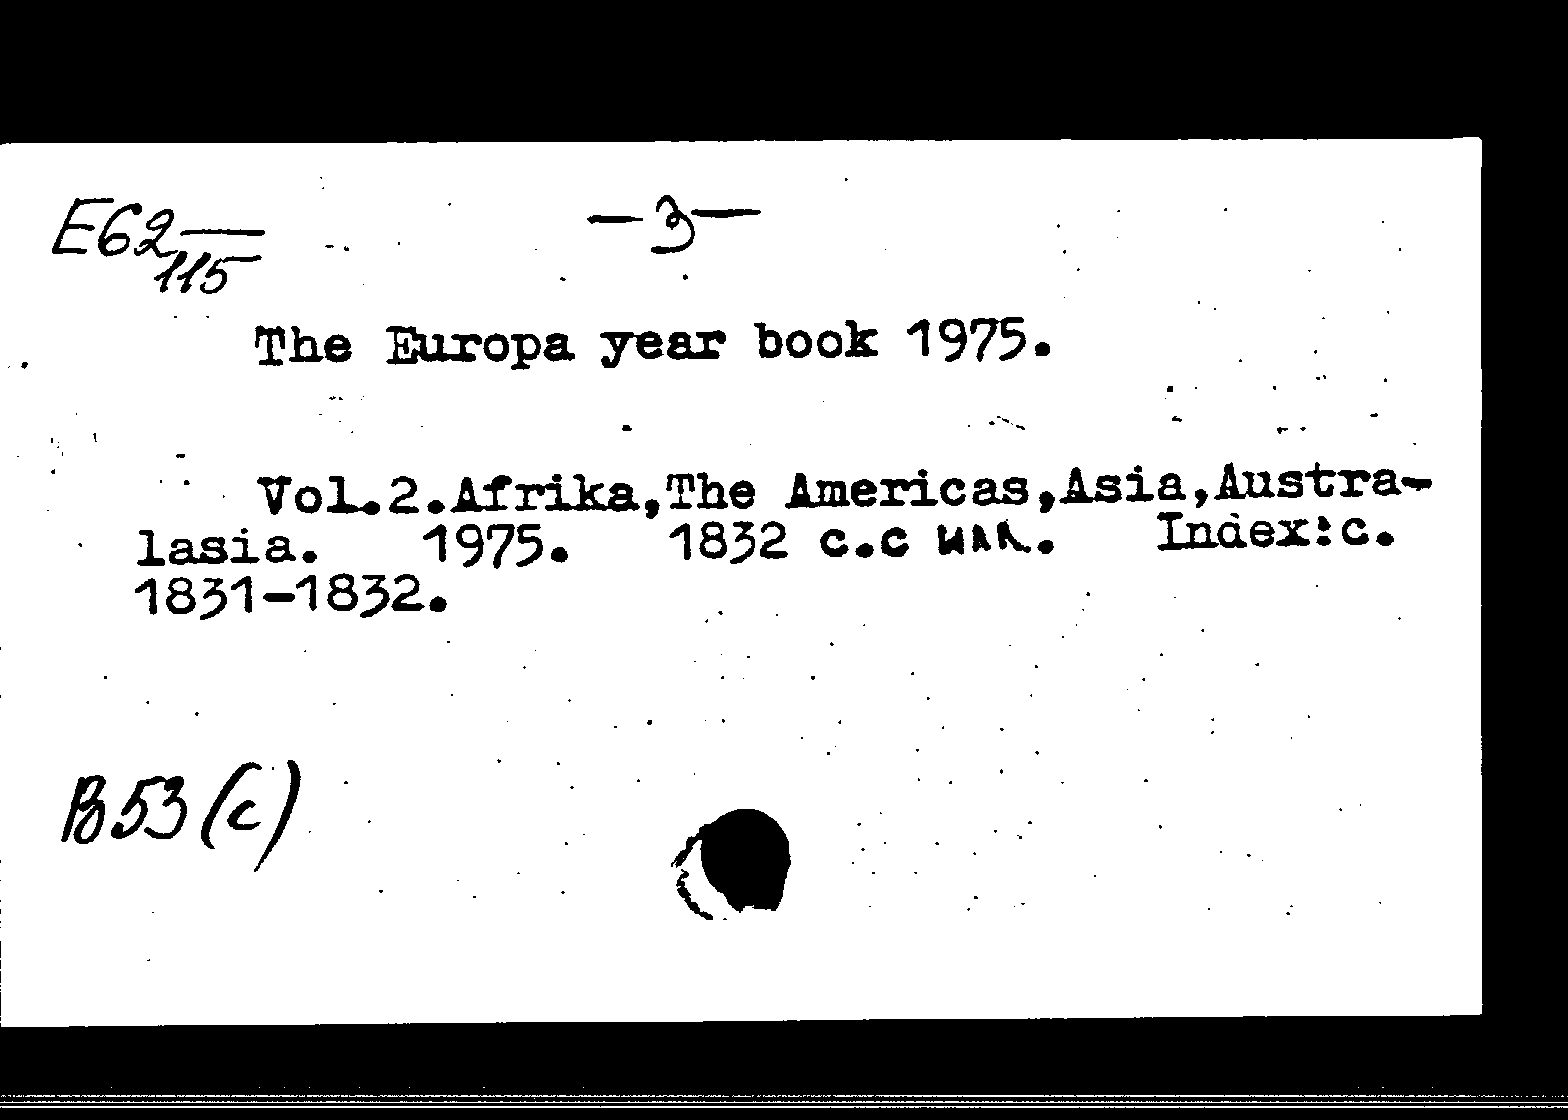 E62 —3—
115
The Europa year book 1975.
Vol.2.Afrika,The Americas,Asia,Austra-
lasia. 1975. 1832 c.с илл. Index:c.
1831-1832.
B53(c)